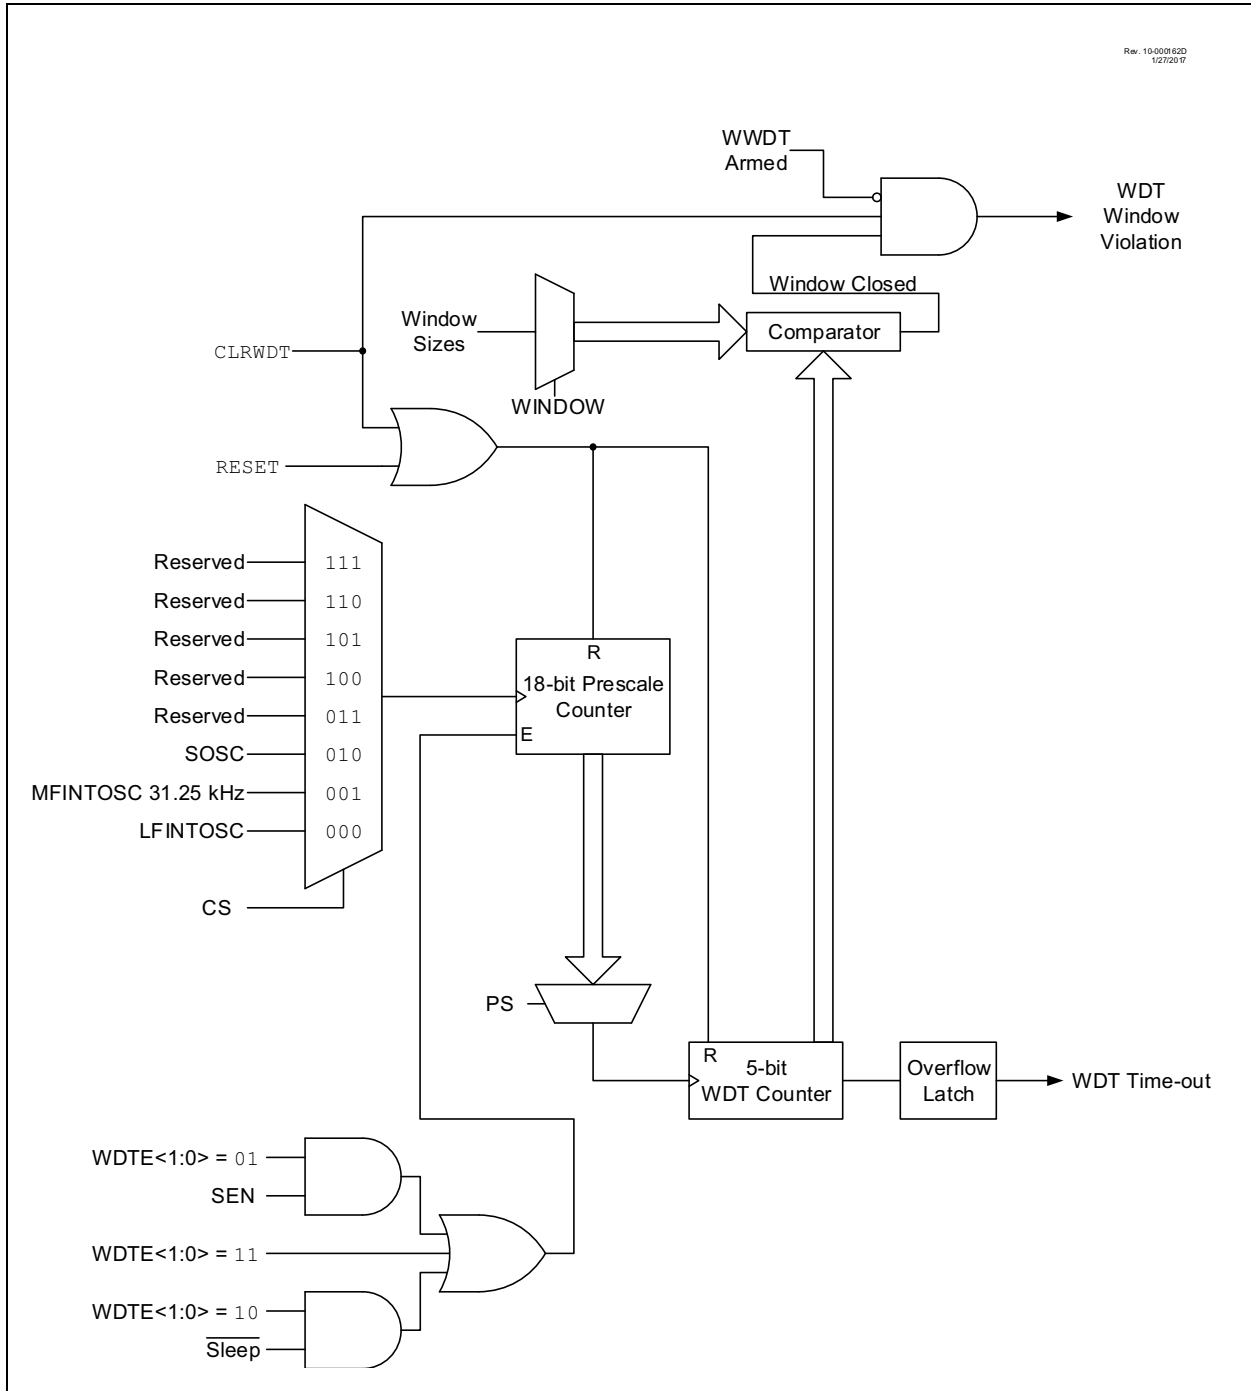 Rev. 10-000162D
1/27/2017
WWDT
Armed
WDT
Window
Violation
Window Closed
Window
Sizes
Comparator
CLRWDT
WINDOW
RESET
Reserved 111
Reserved 110
Reserved 101
Reserved 100
Reserved 011
SOSC 010
MFINTOSC 31.25 kHz 001
LFINTOSC 000
CS
R
18-bit Prescale
Counter
E
PS
R
5-bit
WDT Counter
Overflow
Latch
WDT Time-out
WDTE<1:0> = 01
SEN
WDTE<1:0> = 11
WDTE<1:0> = 10
Sleep